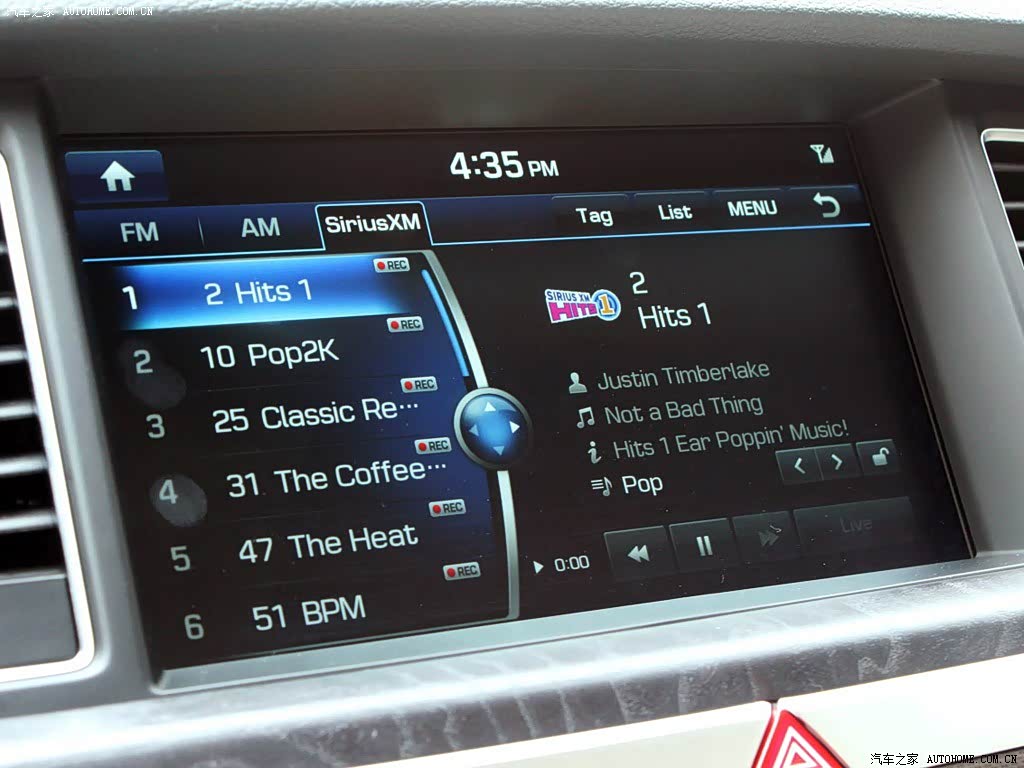 汽车之家 AUTOHOME.COM.CN
4:35 PM
FM AM SiriusXM Tag List MENU
REC
1 2 Hits 1
REC
2 10 Pop2K
REC
3 25 Classic Re···
REC
4 31 The Coffee···
REC
5 47 The Heat
REC
6 51 BPM
SIRIUS XM
HITS 1
2
Hits 1
Justin Timberlake
Not a Bad Thing
Hits 1 Ear Poppin' Music!
Pop
0:00
Live
汽车之家 AUTOHOME.COM.CN